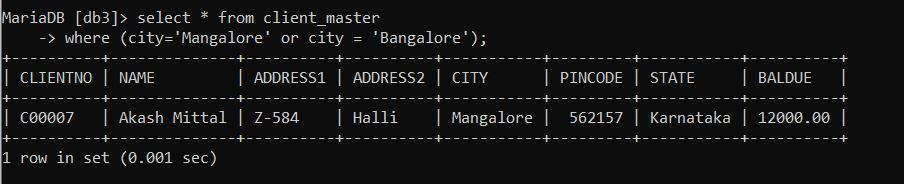 MariaDB [db3]> select * from client_master
    -> where (city='Mangalore' or city = 'Bangalore');
+----------+--------------+----------+----------+-----------+---------+-----------+----------+
| CLIENTNO | NAME         | ADDRESS1 | ADDRESS2 | CITY      | PINCODE | STATE     | BALDUE   |
+----------+--------------+----------+----------+-----------+---------+-----------+----------+
| C00007   | Akash Mittal | Z-584    | Halli    | Mangalore |  562157 | Karnataka | 12000.00 |
+----------+--------------+----------+----------+-----------+---------+-----------+----------+
1 row in set (0.001 sec)